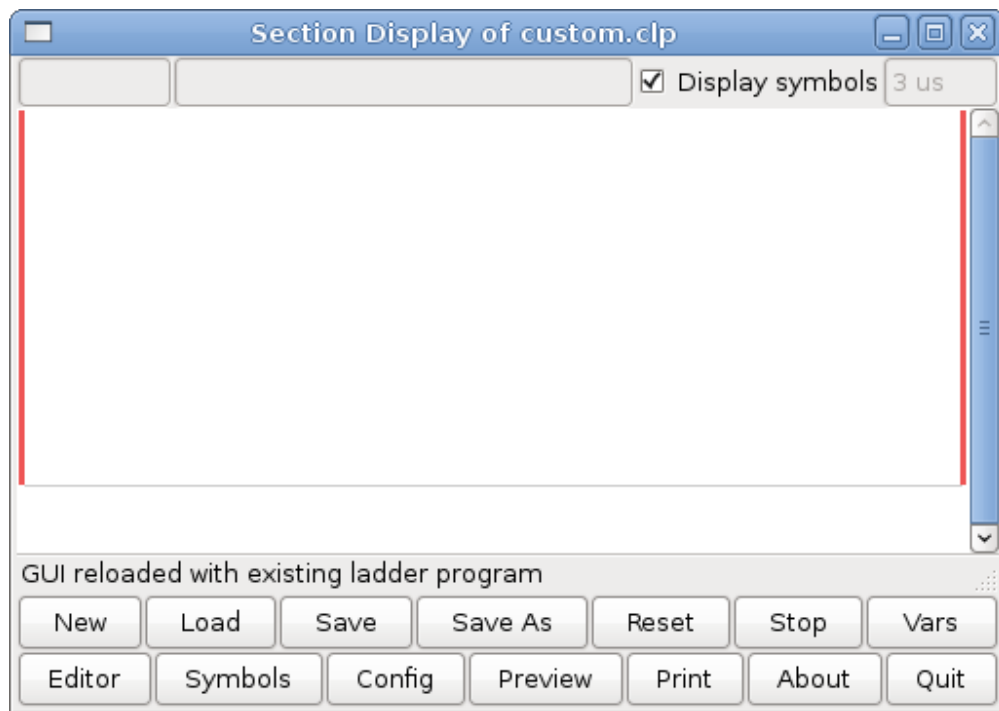 Section Display of custom.clp
Display symbols 3 us
GUI reloaded with existing ladder program
New Load Save Save As Reset Stop Vars
Editor Symbols Config Preview Print About Quit